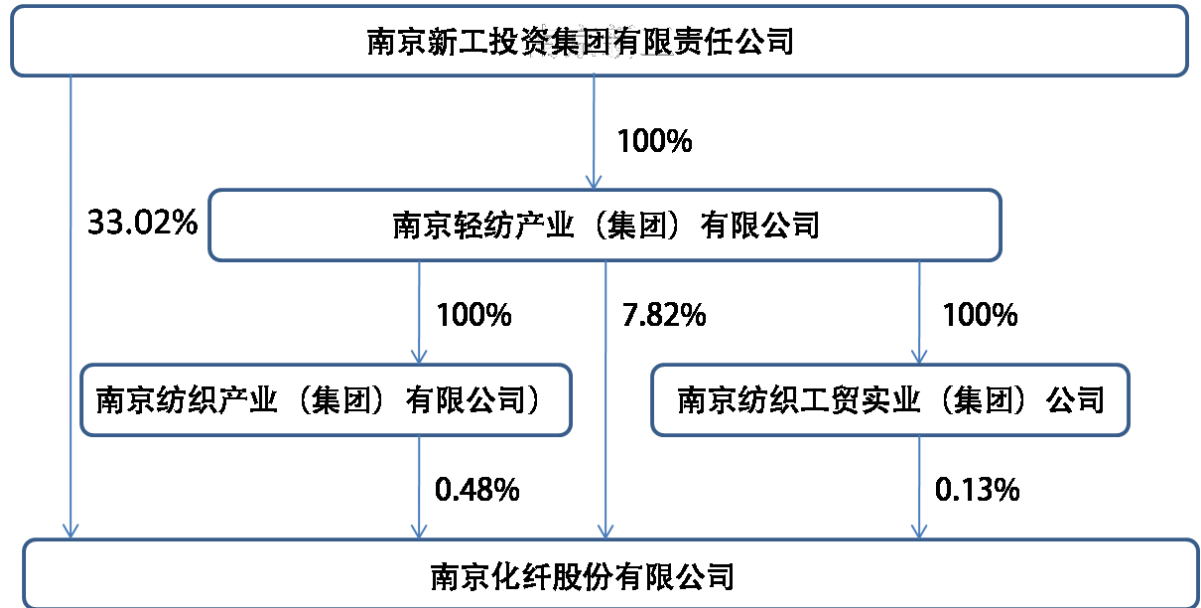 南京新工投资集团有限责任公司
100%
33.02%
南京轻纺产业（集团）有限公司
100%
7.82%
100%
南京纺织产业（集团）有限公司）
南京纺织工贸实业（集团）公司
0.48%
0.13%
南京化纤股份有限公司